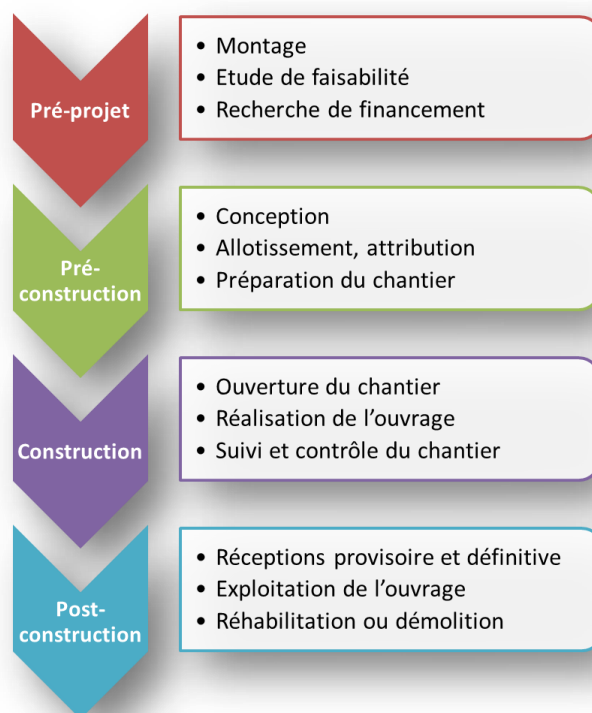 Pré-projet
• Montage
• Etude de faisabilité
• Recherche de financement
Pré-
construction
• Conception
• Allotissement, attribution
• Préparation du chantier
Construction
• Ouverture du chantier
• Réalisation de l’ouvrage
• Suivi et contrôle du chantier
Post-
construction
• Réceptions provisoire et définitive
• Exploitation de l’ouvrage
• Réhabilitation ou démolition